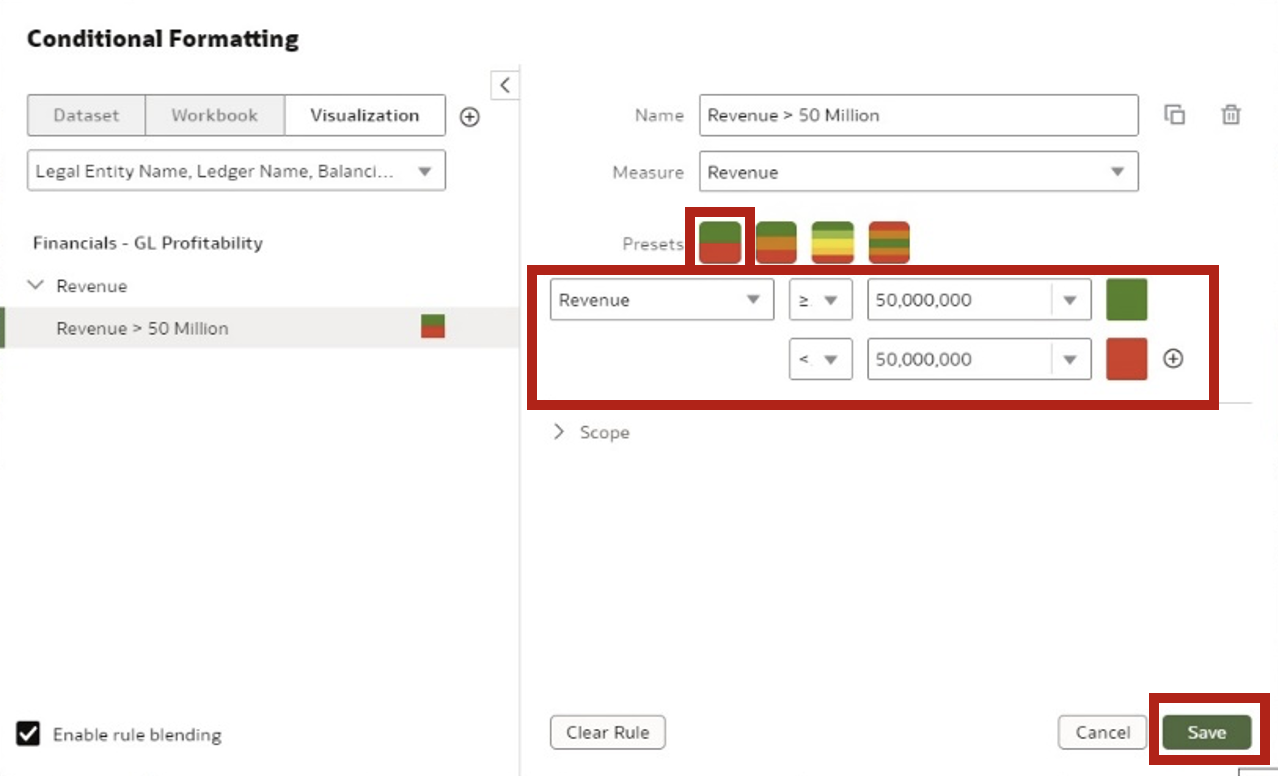 Conditional Formatting
Dataset Workbook Visualization
Legal Entity Name, Ledger Name, Balanci...
Financials - GL Profitability
Revenue
Revenue > 50 Million
Enable rule blending
Name Revenue > 50 Million
Measure Revenue
Presets
Revenue ≥ 50,000,000
< 50,000,000
Scope
Clear Rule Cancel Save